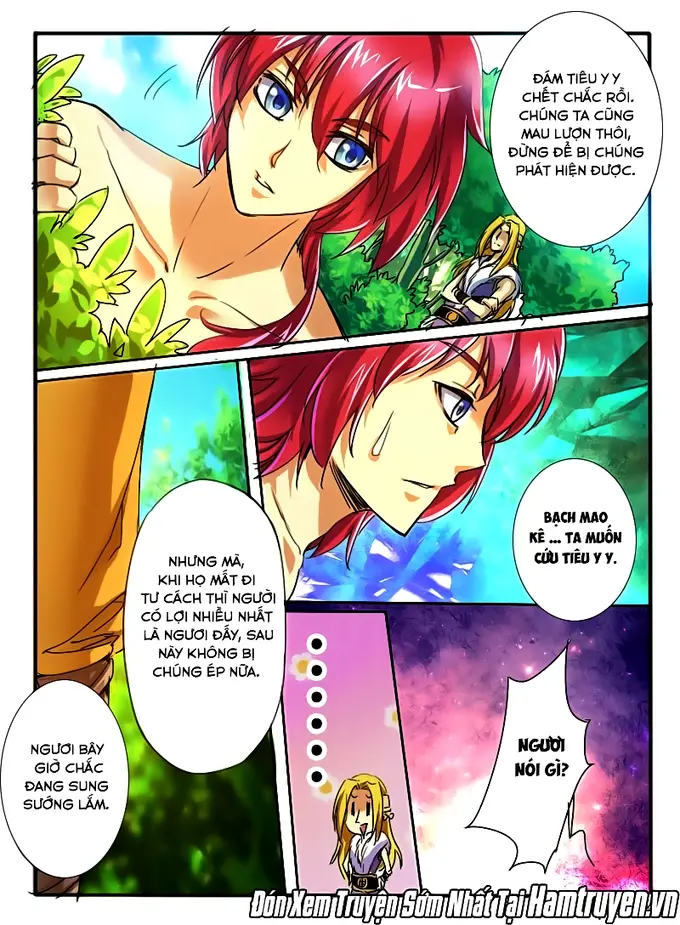 ĐÁM TIÊU Y Y
CHẾT CHẮC RỒI.
CHÚNG TA CŨNG
MAU LƯỢN THÔI,
ĐỪNG ĐỂ BỊ CHÚNG
PHÁT HIỆN ĐƯỢC.
BẠCH MAO
KÊ ... TA MUỐN
CỨU TIÊU Y Y.
NHƯNG MÀ,
KHI HỌ MẤT ĐI
TƯ CÁCH THÌ NGƯỜI
CÓ LỢI NHIỀU NHẤT
LÀ NGƯƠI ĐẤY, SAU
NÀY KHÔNG BỊ
CHÚNG ÉP NỮA.
NGƯƠI BÂY
GIỜ CHẮC
ĐANG SUNG
SƯỚNG LẮM.
NGƯƠI
NÓI GÌ?
Đón Xem Truyện Sớm Nhất Tại Hamtruyen.vn